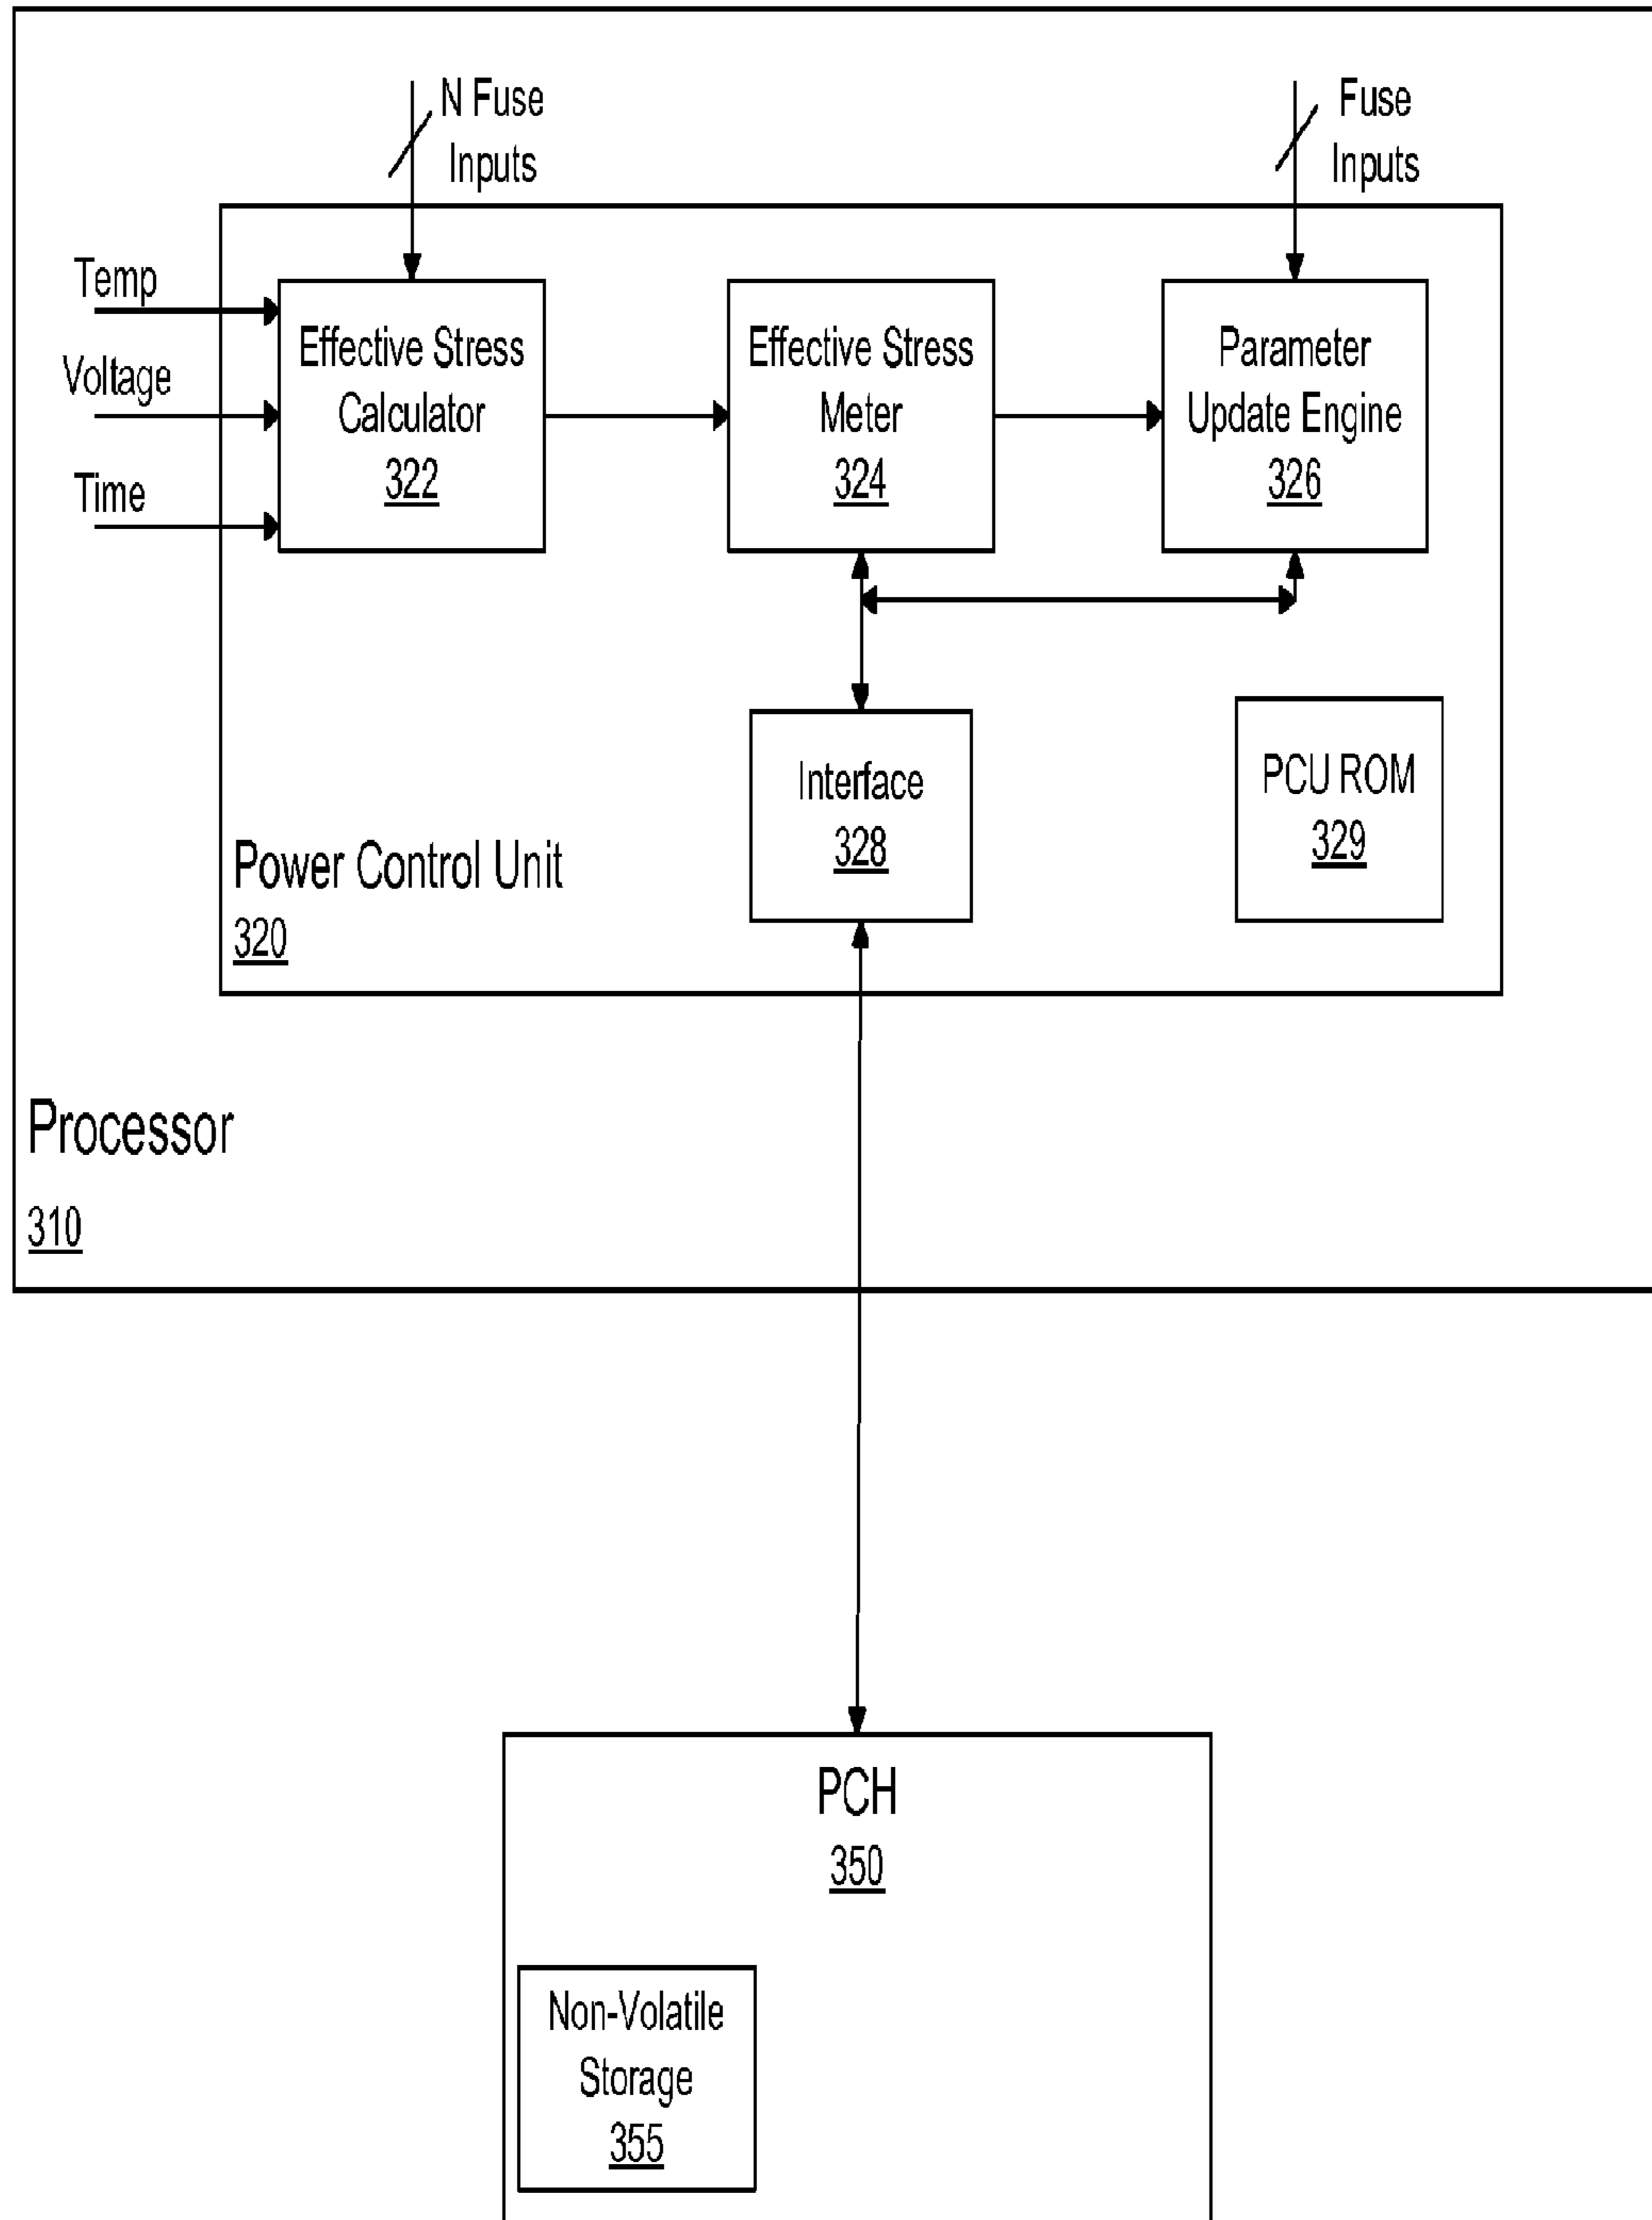 N Fuse
Inputs
Fuse
Inputs
Temp
Voltage
Time
Effective Stress
Calculator
322
Effective Stress
Meter
324
Parameter
Update Engine
326
Interface
328
PCU ROM
329
Power Control Unit
320
Processor
310
PCH
350
Non-Volatile
Storage
355